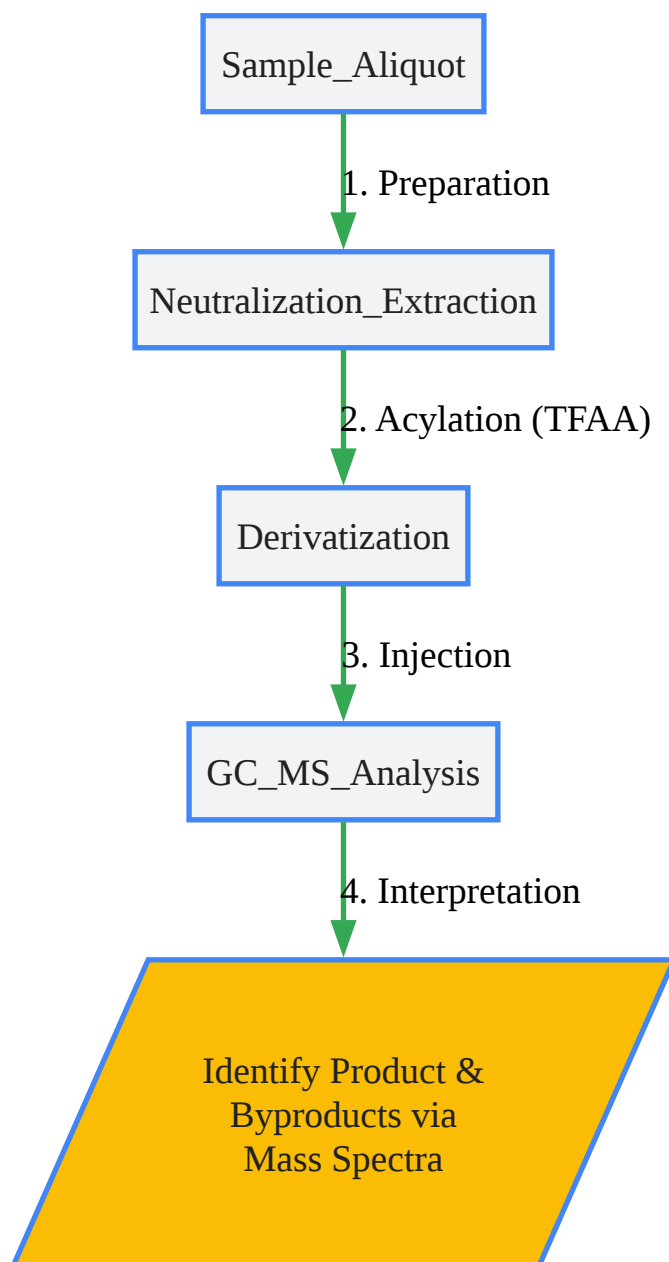 Sample_Aliquot
1. Preparation
Neutralization_Extraction
2. Acylation (TFAA)
Derivatization
3. Injection
GC_MS_Analysis
4. Interpretation
Identify Product &
Byproducts via
Mass Spectra